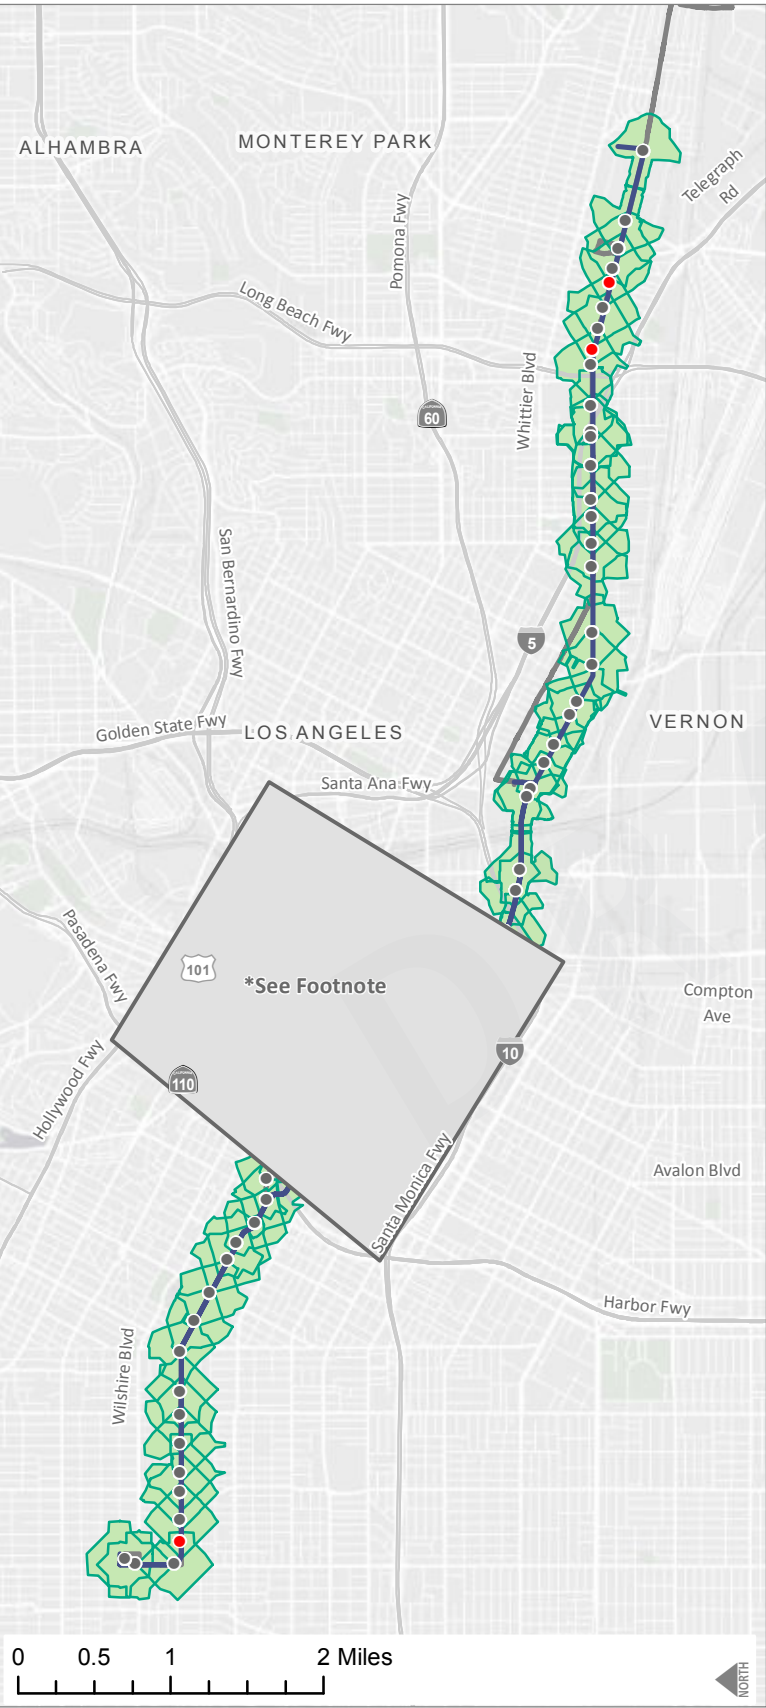 ALHAMBRA
MONTEREY PARK
Telegraph
Rd
Pomona Fwy
Long Beach Fwy
Whittier Blvd
CALIFORNIA
60
San Bernardino Fwy
5
VERNON
Golden State Fwy
LOS ANGELES
Santa Ana Fwy
Pasadena Fwy
101
*See Footnote
Compton
Ave
Hollywood Fwy
10
CALIFORNIA
110
Santa Monica Fwy
Avalon Blvd
Harbor Fwy
Wilshire Blvd
0 0.5 1 2 Miles
NORTH